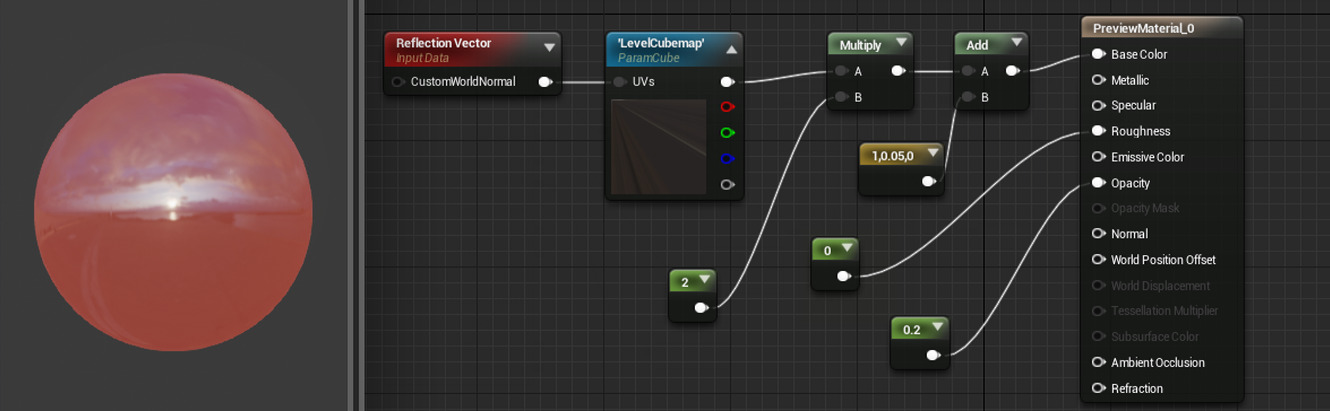 Reflection Vector
Input Data
CustomWorldNormal
'LevelCubemap'
ParamCube
UVs
Multiply
A
B
Add
A
B
1,0.05,0
0
2
0.2
PreviewMaterial_0
Base Color
Metallic
Specular
Roughness
Emissive Color
Opacity
Opacity Mask
Normal
World Position Offset
World Displacement
Tessellation Multiplier
Subsurface Color
Ambient Occlusion
Refraction